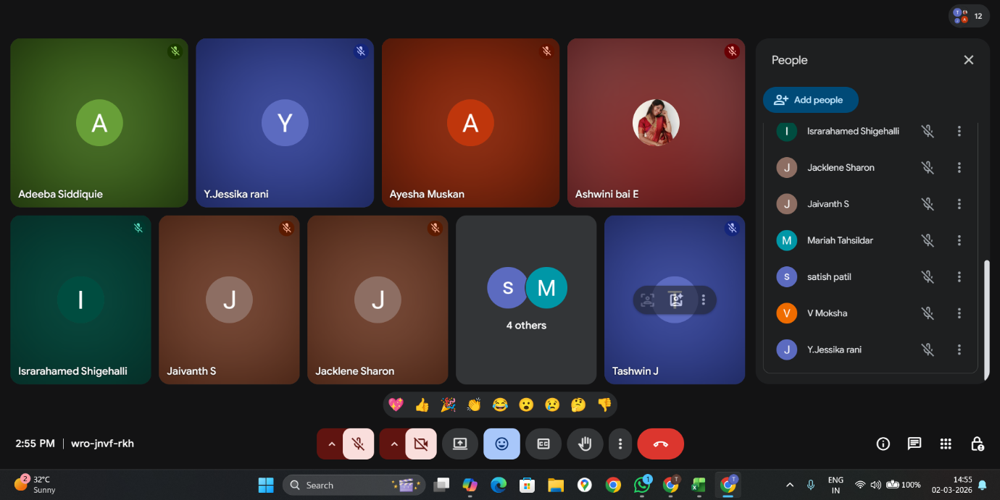 12
People
Add people
A
Adeeba Siddiquie
Y
Y.Jessika rani
A
Ayesha Muskan
Ashwini bai E
I
Israrahamed Shigehalli
J
Jaivanth S
J
Jacklene Sharon
S M
4 others
Tashwin J
I Israrahamed Shigehalli
J Jacklene Sharon
J Jaivanth S
M Mariah Tahsildar
s satish patil
V V Moksha
J Y.Jessika rani
2:55 PM | wro-jnvf-rkh
CC
2
32°C
Sunny
Search
1
T
T
ENG
IN
100%
14:55
02-03-2026